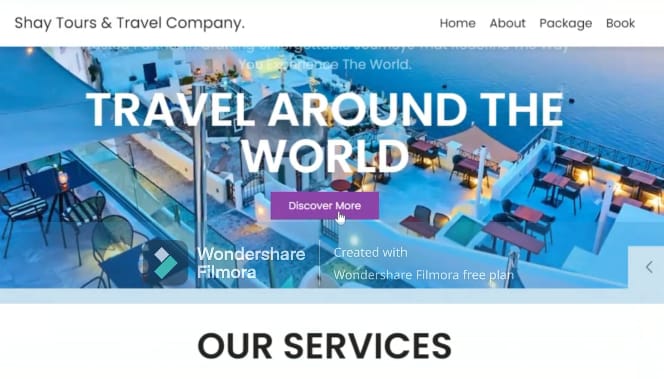 Shay Tours & Travel Company.
Home About Package Book
You Experience The World.
TRAVEL AROUND THE
WORLD
Discover More
Wondershare
Filmora
Created with
Wondershare Filmora free plan
OUR SERVICES